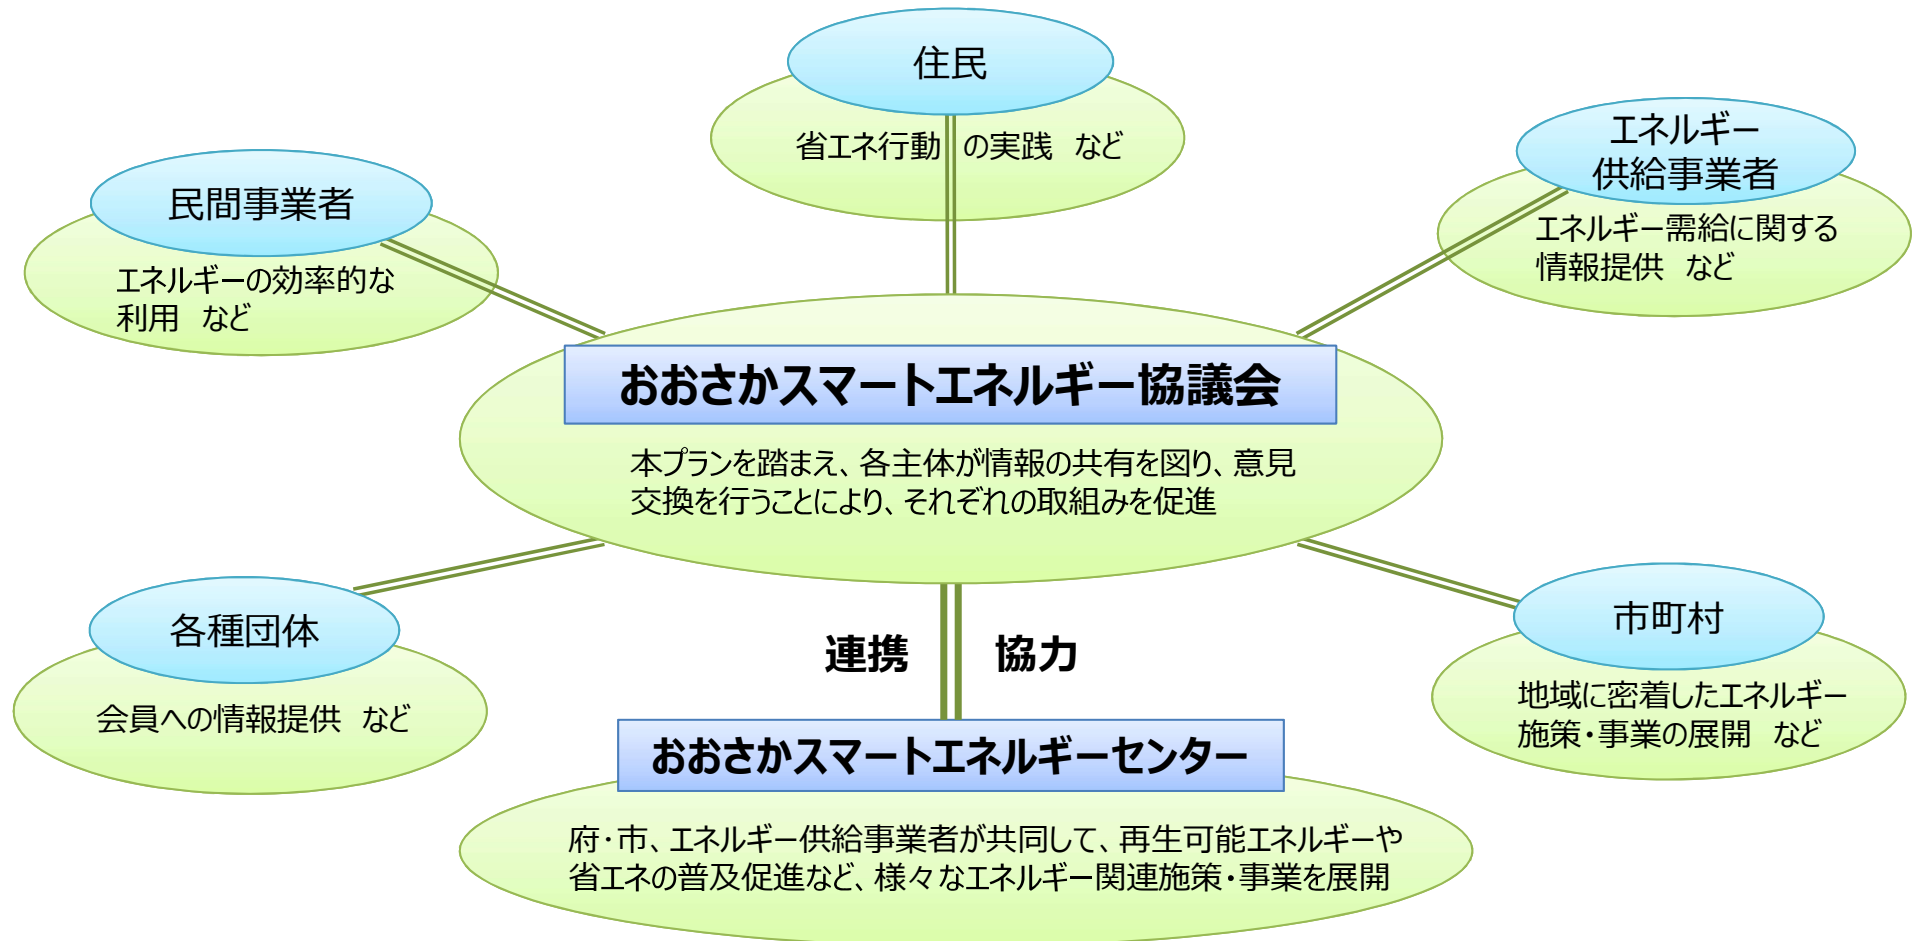 住民
省エネ行動　の実践　など
エネルギー
供給事業者
エネルギー需給に関する
情報提供　など
民間事業者
エネルギーの効率的な
利用　など
おおさかスマートエネルギー協議会
本プランを踏まえ、各主体が情報の共有を図り、意見
交換を行うことにより、それぞれの取組みを促進
各種団体
会員への情報提供　など
連携　協力
市町村
地域に密着したエネルギー
施策・事業の展開　など
おおさかスマートエネルギーセンター
府・市、エネルギー供給事業者が共同して、再生可能エネルギーや
省エネの普及促進など、様々なエネルギー関連施策・事業を展開